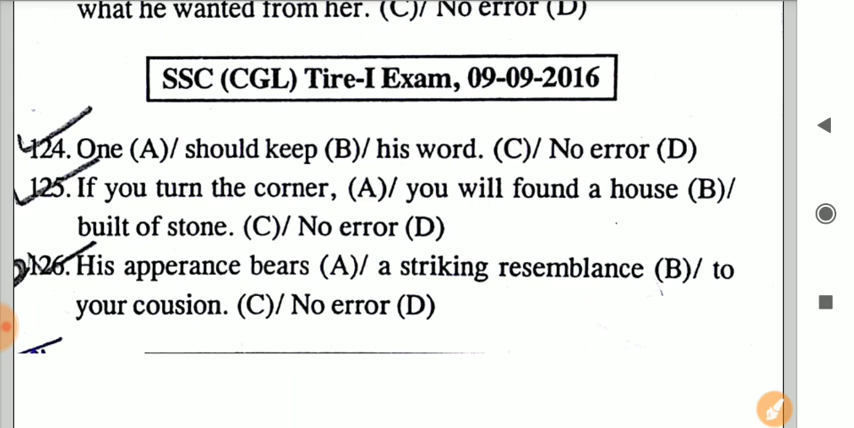 what he wanted from her. (C)/ No error (D)
SSC (CGL) Tire-I Exam, 09-09-2016
124. One (A)/ should keep (B)/ his word. (C)/ No error (D)
125. If you turn the corner, (A)/ you will found a house (B)/
built of stone. (C)/ No error (D)
126. His apperance bears (A)/ a striking resemblance (B)/ to
your cousion. (C)/ No error (D)